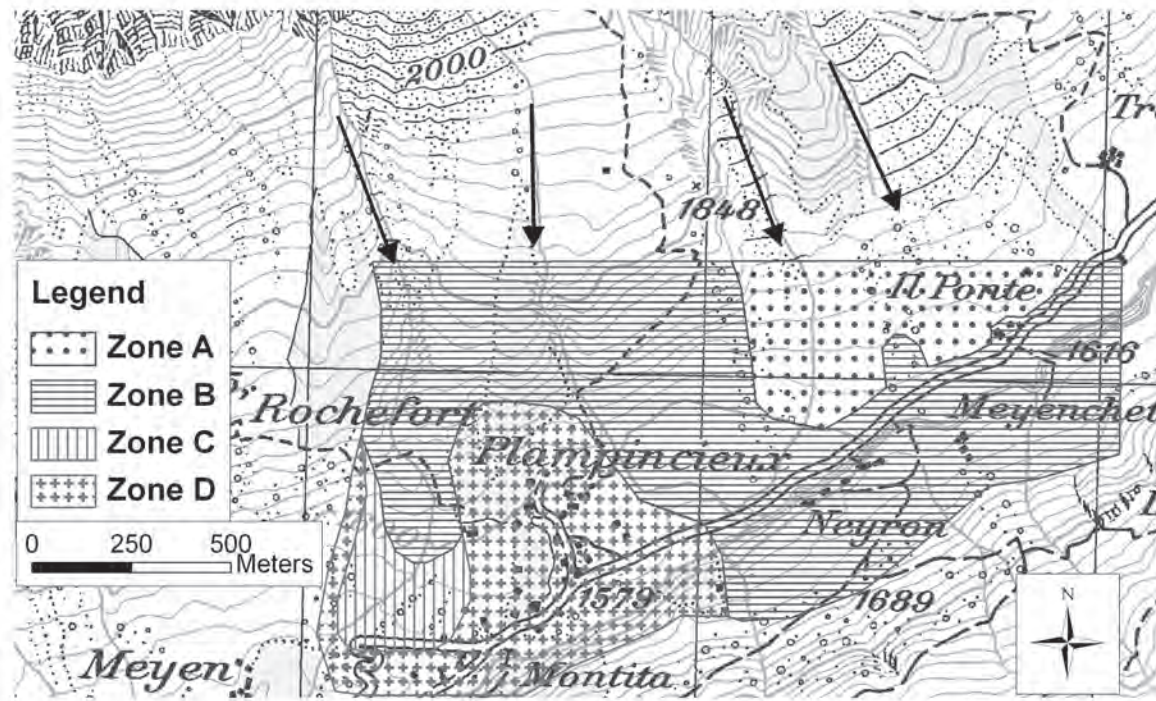 2000
Tr
1848
Legend
Il Ponte
Zone A
1616
Zone B
Rochefort
Meyenchet
Zone C
Plampincieux
Zone D
Neyron
0 250 500
Meters
1579
1689
N
Meyen
Montita